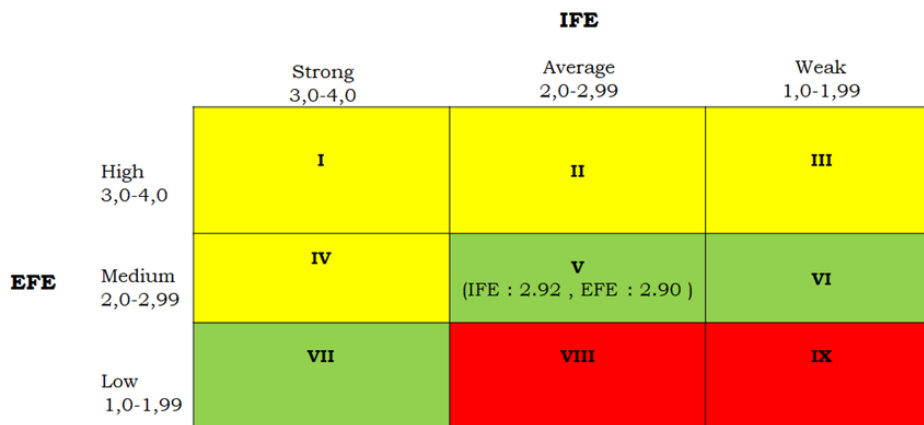 IFE
Strong
3,0-4,0
Average
2,0-2,99
Weak
1,0-1,99
EFE
High
3,0-4,0
I
II
III
Medium
2,0-2,99
IV
V
(IFE : 2.92 , EFE : 2.90 )
VI
Low
1,0-1,99
VII
VIII
IX